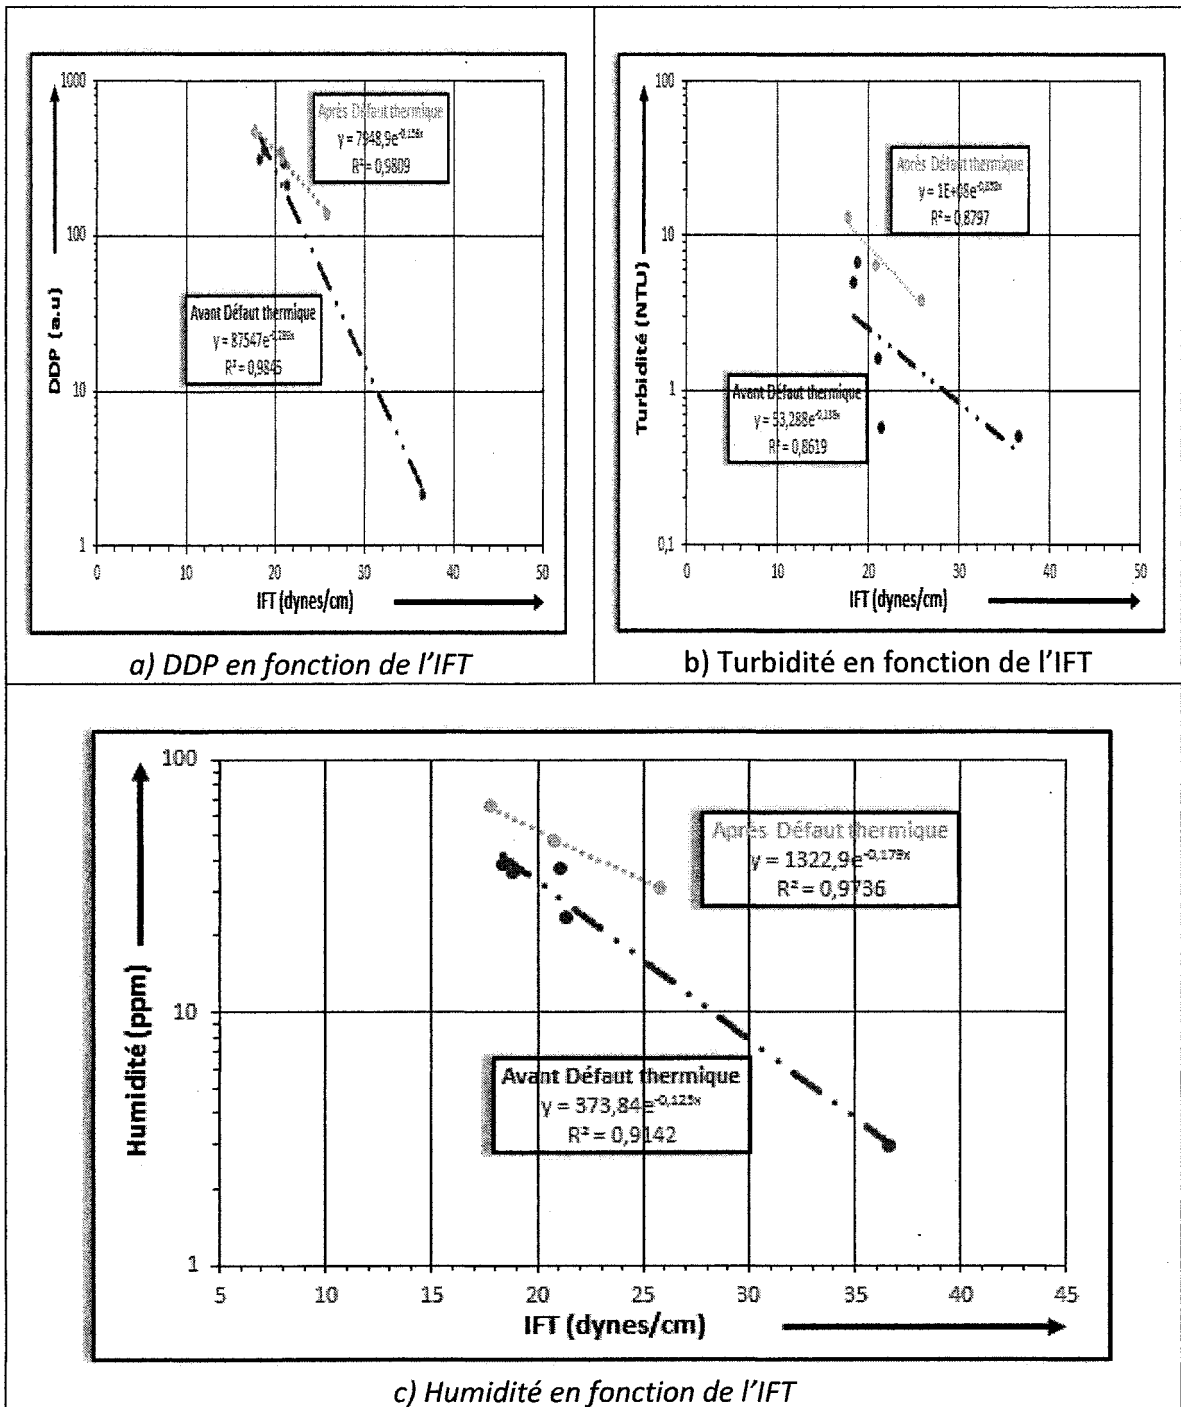 1000
100
10
1
DDP (a.u)
Après Défaut thermique
y = 7948,9e-0,156x
R² = 0,9809
Avant Défaut thermique
R² = 0,9845
0 10 20 30 40 50
IFT (dynes/cm)
a) DDP en fonction de l'IFT
100
10
1
0,1
Turbidité (NTU)
Après Défaut thermique
R² = 0,8797
Avant Défaut thermique
R² = 0,8619
0 10 20 30 40 50
IFT (dynes/cm)
b) Turbidité en fonction de l'IFT
100
10
1
Humidité (ppm)
Après Défaut thermique
y = 1322,9e-0,179x
R² = 0,9736
Avant Défaut thermique
y = 373,84e-0,129x
R² = 0,9142
5 10 15 20 25 30 35 40 45
IFT (dynes/cm)
c) Humidité en fonction de l'IFT